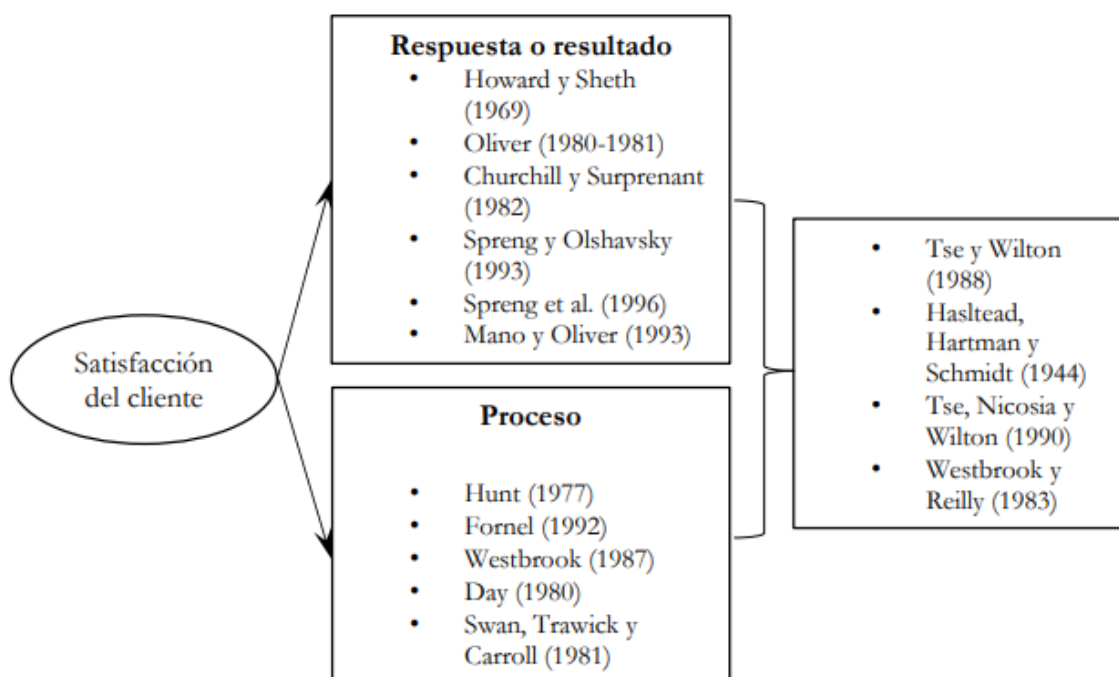 Respuesta o resultado
• Howard y Sheth
(1969)
• Oliver (1980-1981)
• Churchill y Surprenant
(1982)
• Spreng y Olshavsky
(1993)
• Spreng et al. (1996)
• Mano y Oliver (1993)
Satisfacción
del cliente
Proceso
• Hunt (1977)
• Fornel (1992)
• Westbrook (1987)
• Day (1980)
• Swan, Trawick y
Carroll (1981)
• Tse y Wilton
(1988)
• Hasltead,
Hartman y
Schmidt (1944)
• Tse, Nicosia y
Wilton (1990)
• Westbrook y
Reilly (1983)